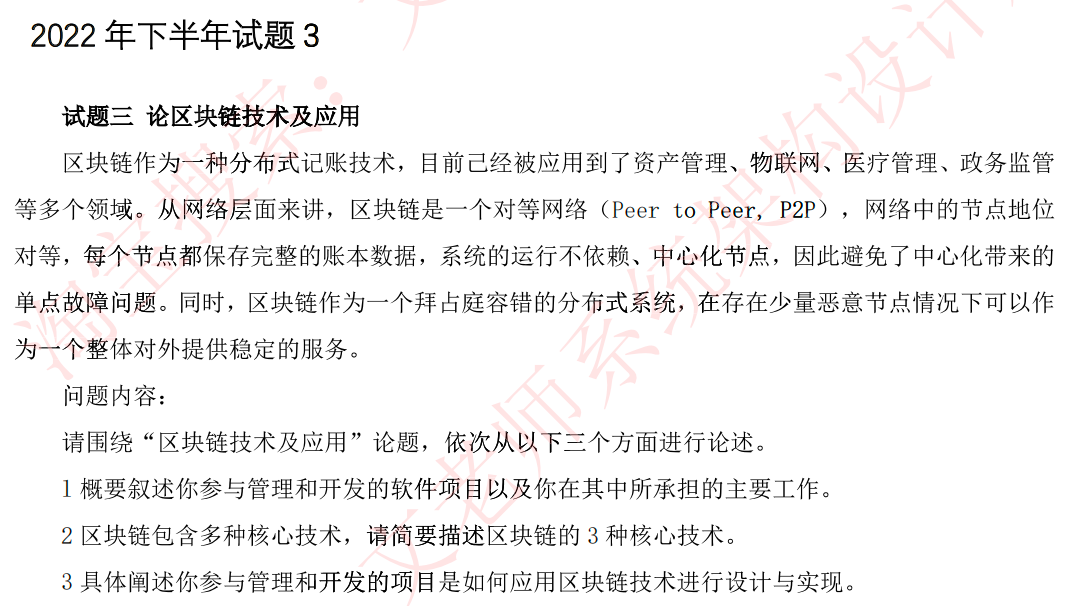 2022 年下半年试题 3
试题三 论区块链技术及应用
区块链作为一种分布式记账技术，目前己经被应用到了资产管理、物联网、医疗管理、政务监管
等多个领域。从网络层面来讲，区块链是一个对等网络（Peer to Peer, P2P），网络中的节点地位
对等，每个节点都保存完整的账本数据，系统的运行不依赖、中心化节点，因此避免了中心化带来的
单点故障问题。同时，区块链作为一个拜占庭容错的分布式系统，在存在少量恶意节点情况下可以作
为一个整体对外提供稳定的服务。
问题内容：
请围绕“区块链技术及应用”论题，依次从以下三个方面进行论述。
1 概要叙述你参与管理和开发的软件项目以及你在其中所承担的主要工作。
2 区块链包含多种核心技术，请简要描述区块链的 3 种核心技术。
3 具体阐述你参与管理和开发的项目是如何应用区块链技术进行设计与实现。
淘宝搜索：
文老师系统架构设计
文